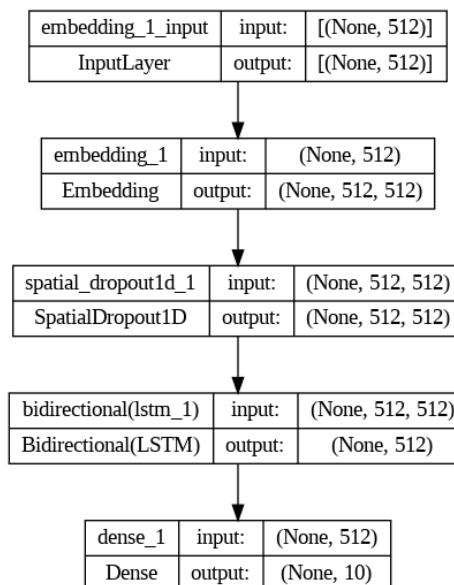 embedding_1_input input: [(None, 512)]
InputLayer output: [(None, 512)]
embedding_1 input: (None, 512)
Embedding output: (None, 512, 512)
spatial_dropout1d_1 input: (None, 512, 512)
SpatialDropout1D output: (None, 512, 512)
bidirectional(lstm_1) input: (None, 512, 512)
Bidirectional(LSTM) output: (None, 512)
dense_1 input: (None, 512)
Dense output: (None, 10)